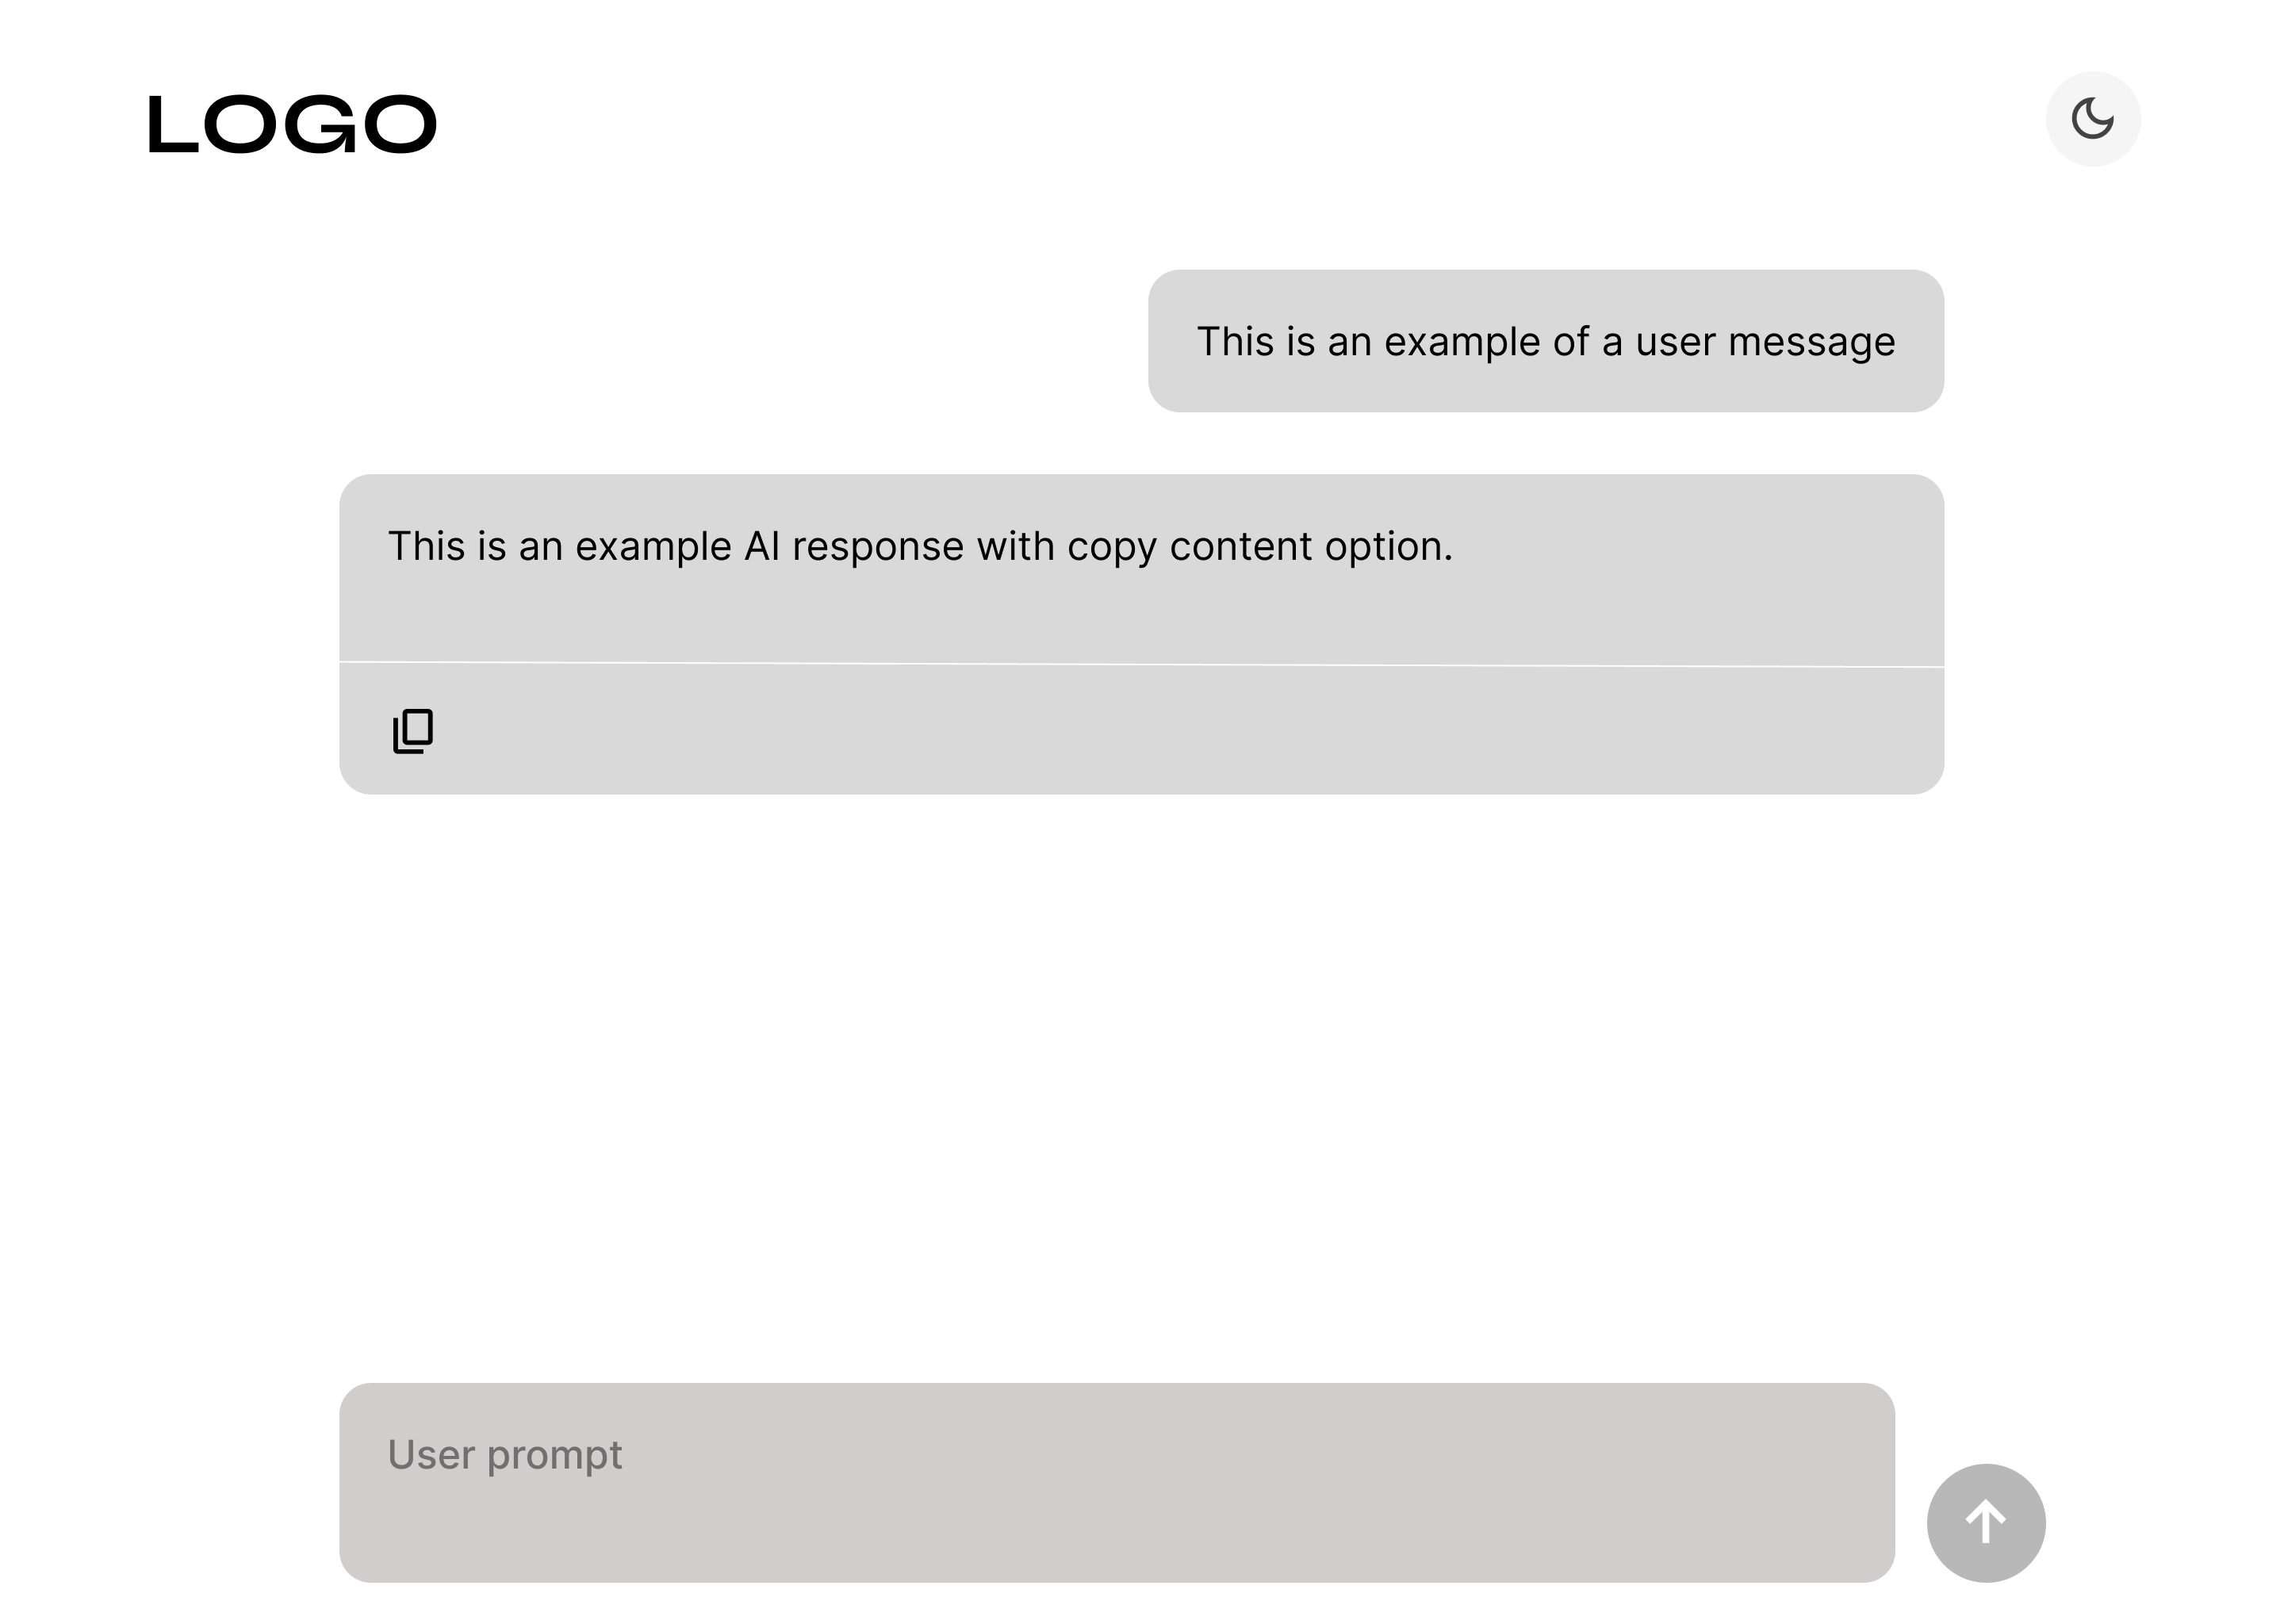 LOGO
This is an example of a user message
This is an example AI response with copy content option.
User prompt